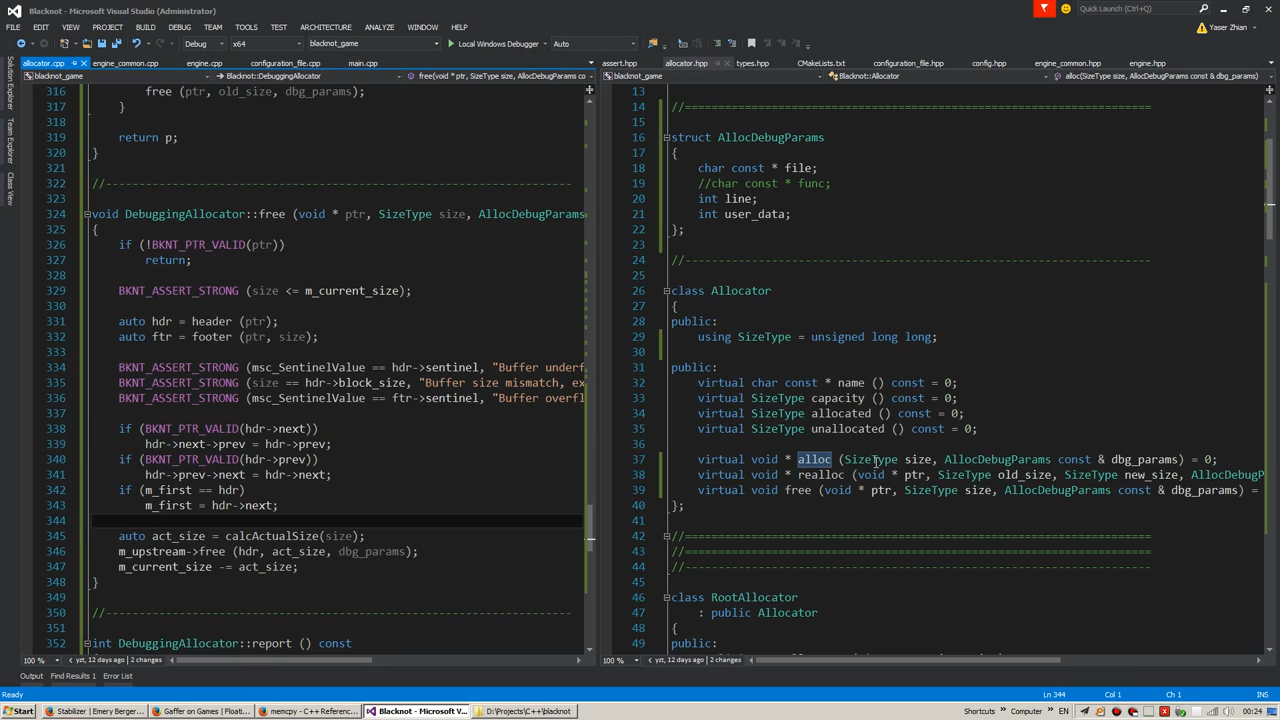 Blacknot - Microsoft Visual Studio (Administrator)
Quick Launch (Ctrl+Q)
FILE EDIT VIEW PROJECT BUILD DEBUG TEAM TOOLS TEST ARCHITECTURE ANALYZE WINDOW HELP
Yaser Zhian
Debug x64 blacknot_game Local Windows Debugger Auto
allocator.cpp engine_common.cpp engine.cpp configuration_file.cpp main.cpp
assert.hpp allocator.hpp types.hpp CMakeLists.txt configuration_file.hpp config.hpp engine_common.hpp engine.hpp
blacknot_game Blacknot::DebuggingAllocator free(void * ptr, SizeType size, AllocDebugParams co
blacknot_game Blacknot::Allocator alloc(SizeType size, AllocDebugParams const & dbg_params)
Solution Explorer
Team Explorer
Class View
316 free (ptr, old_size, dbg_params);
317 }
318
319 return p;
320 }
321
322 //------------------------------------------------------------------------
323
324 void DebuggingAllocator::free (void * ptr, SizeType size, AllocDebugParams
325 {
326 if (!BKNT_PTR_VALID(ptr))
327 return;
328
329 BKNT_ASSERT_STRONG (size <= m_current_size);
330
331 auto hdr = header (ptr);
332 auto ftr = footer (ptr, size);
333
334 BKNT_ASSERT_STRONG (msc_SentinelValue == hdr->sentinel, "Buffer underf
335 BKNT_ASSERT_STRONG (size == hdr->block_size, "Buffer size mismatch, ex
336 BKNT_ASSERT_STRONG (msc_SentinelValue == ftr->sentinel, "Buffer overfl
337
338 if (BKNT_PTR_VALID(hdr->next))
339 hdr->next->prev = hdr->prev;
340 if (BKNT_PTR_VALID(hdr->prev))
341 hdr->prev->next = hdr->next;
342 if (m_first == hdr)
343 m_first = hdr->next;
344
345 auto act_size = calcActualSize(size);
346 m_upstream->free (hdr, act_size, dbg_params);
347 m_current_size -= act_size;
348 }
349
350 //------------------------------------------------------------------------
351
352 int DebuggingAllocator::report () const
13
14 //======================================================================
15
16 struct AllocDebugParams
17 {
18 char const * file;
19 //char const * func;
20 int line;
21 int user_data;
22 };
23
24 //----------------------------------------------------------------------
25
26 class Allocator
27 {
28 public:
29 using SizeType = unsigned long long;
30
31 public:
32 virtual char const * name () const = 0;
33 virtual SizeType capacity () const = 0;
34 virtual SizeType allocated () const = 0;
35 virtual SizeType unallocated () const = 0;
36
37 virtual void * alloc (SizeType size, AllocDebugParams const & dbg_params) = 0;
38 virtual void * realloc (void * ptr, SizeType old_size, SizeType new_size, AllocDebugP
39 virtual void free (void * ptr, SizeType size, AllocDebugParams const & dbg_params) =
40 };
41
42 //======================================================================
43 //======================================================================
44 //----------------------------------------------------------------------
45
46 class RootAllocator
47 : public Allocator
48 {
49 public:
100 % yzt, 12 days ago | 2 changes
100 % yzt, 12 days ago | 2 changes
Output Find Results 1 Error List
Ready Ln 344 Col 1 Ch 1 INS
Start Stabilizer | Emery Berger... Gaffer on Games | Floati... memcpy - C++ Referenc... Blacknot - Microsoft V... D:\Projects\C++\blacknot Shortcuts » Computer » EN 00:24